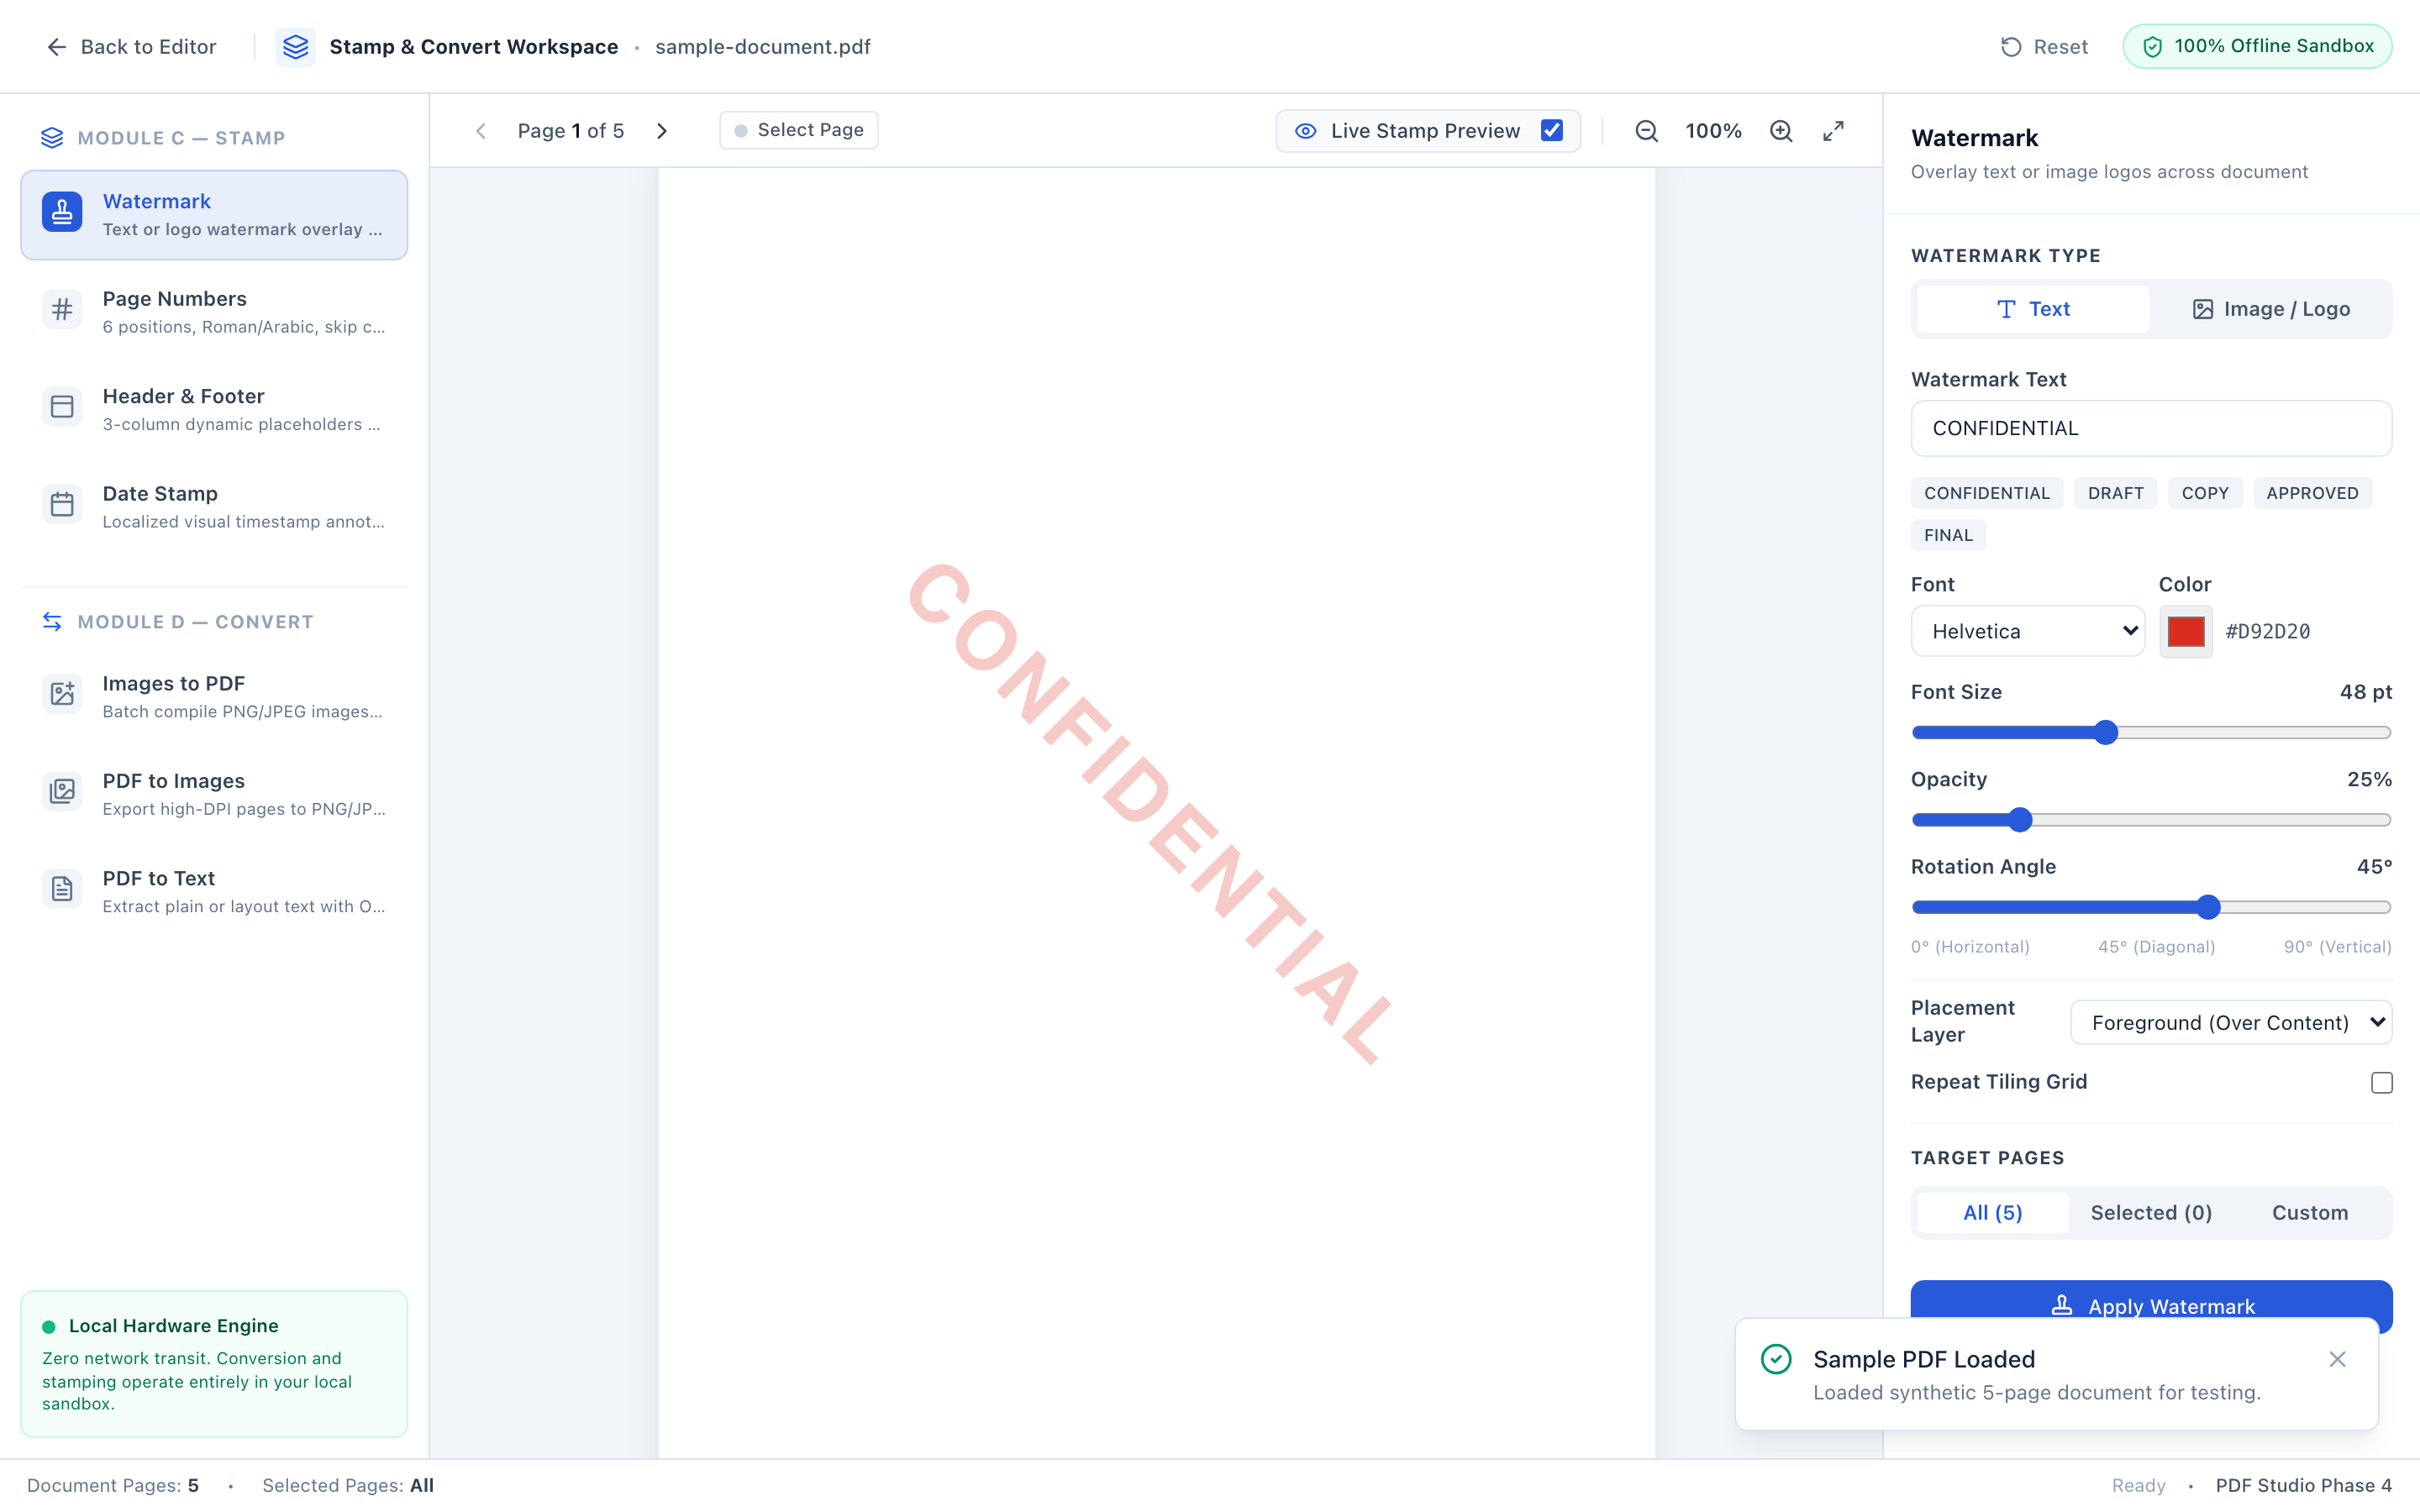 Back to Editor
Stamp & Convert Workspace • sample-document.pdf
Reset
100% Offline Sandbox
MODULE C — STAMP
Watermark
Text or logo watermark overlay ...
Page Numbers
6 positions, Roman/Arabic, skip c...
Header & Footer
3-column dynamic placeholders ...
Date Stamp
Localized visual timestamp annot...
MODULE D — CONVERT
Images to PDF
Batch compile PNG/JPEG images...
PDF to Images
Export high-DPI pages to PNG/JP...
PDF to Text
Extract plain or layout text with O...
Local Hardware Engine
Zero network transit. Conversion and
stamping operate entirely in your local
sandbox.
Page 1 of 5
Select Page
Live Stamp Preview
100%
CONFIDENTIAL
Watermark
Overlay text or image logos across document
WATERMARK TYPE
Text
Image / Logo
Watermark Text
CONFIDENTIAL
CONFIDENTIAL DRAFT COPY APPROVED
FINAL
Font Color
Helvetica #D92D20
Font Size 48 pt
Opacity 25%
Rotation Angle 45°
0° (Horizontal) 45° (Diagonal) 90° (Vertical)
Placement
Layer
Foreground (Over Content)
Repeat Tiling Grid
TARGET PAGES
All (5) Selected (0) Custom
Apply Watermark
Sample PDF Loaded
Loaded synthetic 5-page document for testing.
Document Pages: 5 • Selected Pages: All
Ready • PDF Studio Phase 4